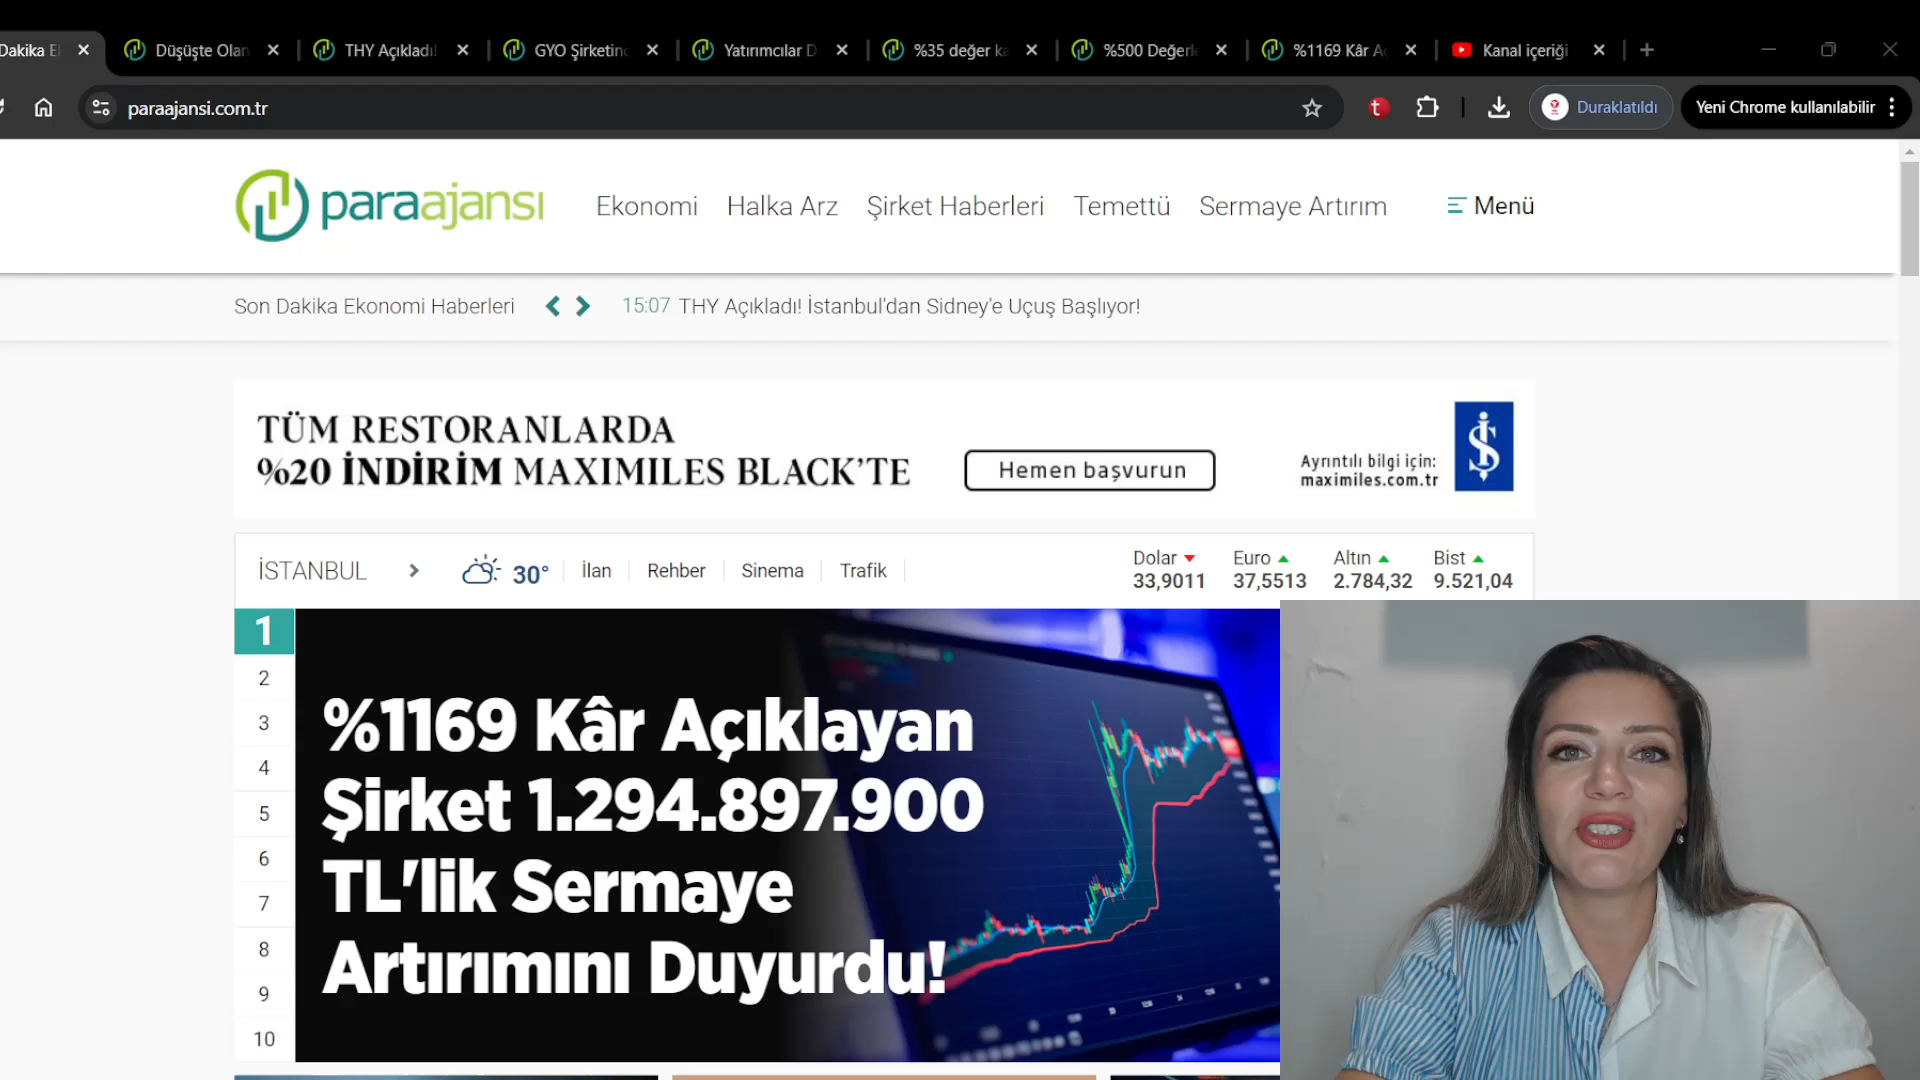 Dakika E
Düşüşte Olan
THY Açıkladı!
GYO Şirketin
Yatırımcılar D
%35 değer ka
%500 Değerl
%1169 Kâr A
Kanal içeriği
paraajansi.com.tr
t
Duraklatıldı
Yeni Chrome kullanılabilir
paraajansı
Ekonomi
Halka Arz
Şirket Haberleri
Temettü
Sermaye Artırım
Menü
Son Dakika Ekonomi Haberleri
15:07 THY Açıkladı! İstanbul'dan Sidney'e Uçuş Başlıyor!
TÜM RESTORANLARDA
%20 İNDİRİM MAXIMILES BLACK'TE
Hemen başvurun
Ayrıntılı bilgi için:
maximiles.com.tr
İSTANBUL
30°
İlan
Rehber
Sinema
Trafik
Dolar
33,9011
Euro
37,5513
Altın
2.784,32
Bist
9.521,04
1
2
3
4
5
6
7
8
9
10
%1169 Kâr Açıklayan
Şirket 1.294.897.900
TL'lik Sermaye
Artırımını Duyurdu!